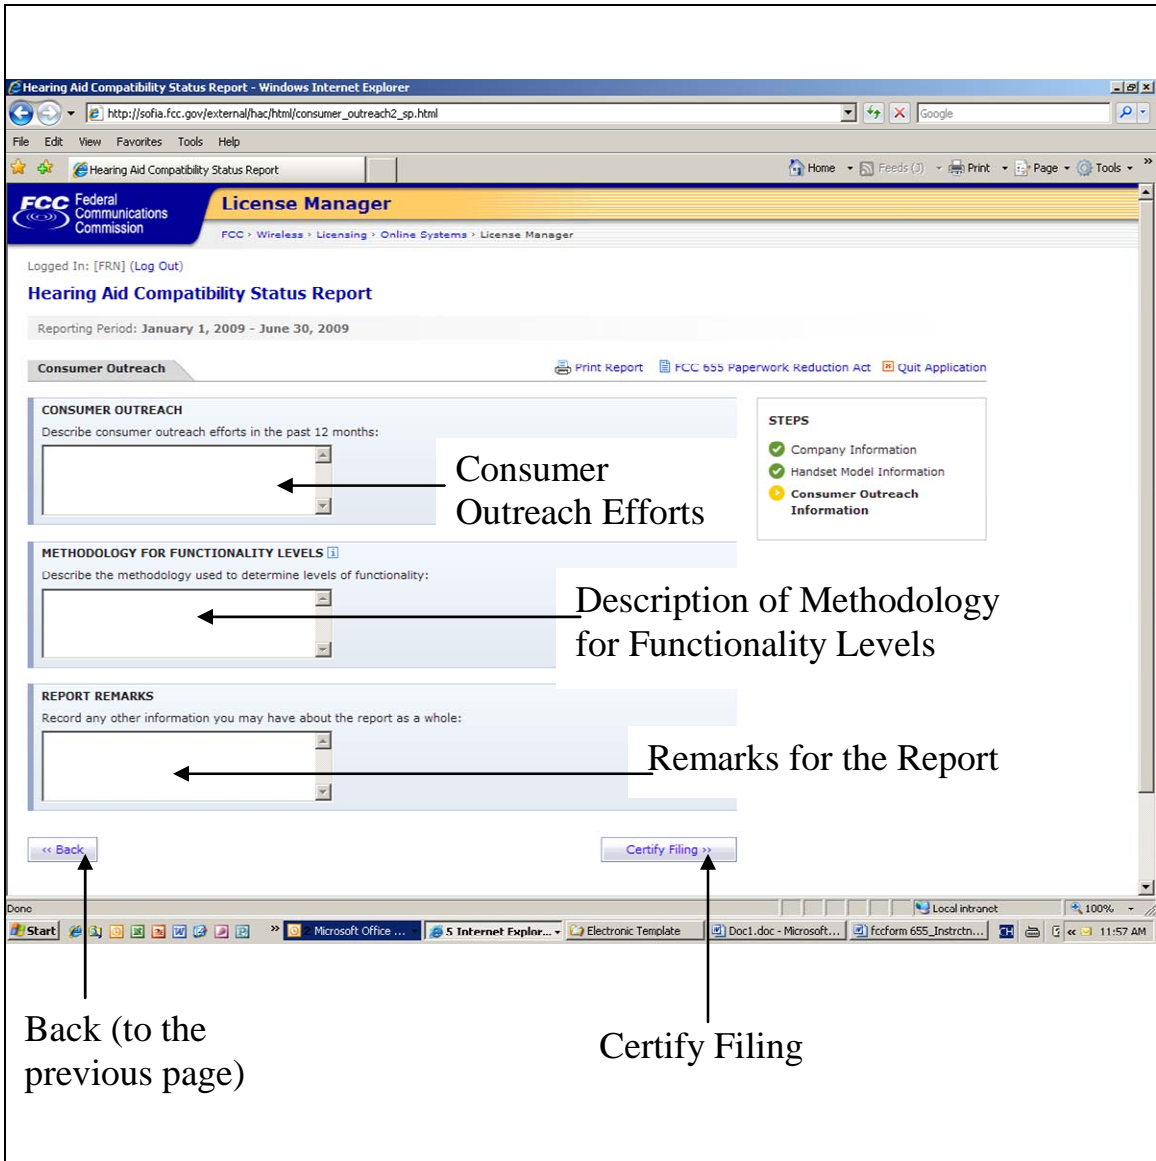 Hearing Aid Compatibility Status Report - Windows Internet Explorer
http://sofia.fcc.gov/external/hac/html/consumer_outreach2_sp.html
Google
File Edit View Favorites Tools Help
Hearing Aid Compatibility Status Report
Home Feeds (J) Print Page Tools »
FCC Federal Communications Commission
License Manager
FCC > Wireless > Licensing > Online Systems > License Manager
Logged In: [FRN] (Log Out)
Hearing Aid Compatibility Status Report
Reporting Period: January 1, 2009 - June 30, 2009
Consumer Outreach
Print Report FCC 655 Paperwork Reduction Act Quit Application
CONSUMER OUTREACH
Describe consumer outreach efforts in the past 12 months:
Consumer
Outreach Efforts
STEPS
Company Information
Handset Model Information
Consumer Outreach
Information
METHODOLOGY FOR FUNCTIONALITY LEVELS
Describe the methodology used to determine levels of functionality:
Description of Methodology
for Functionality Levels
REPORT REMARKS
Record any other information you may have about the report as a whole:
Remarks for the Report
<< Back
Certify Filing >>
Done
Local intranet 100%
Start » 2 Microsoft Office ... 5 Internet Explor... Electronic Template Doc1.doc - Microsoft... fccform 655_Instrctn... CH « 11:57 AM
Back (to the
previous page)
Certify Filing